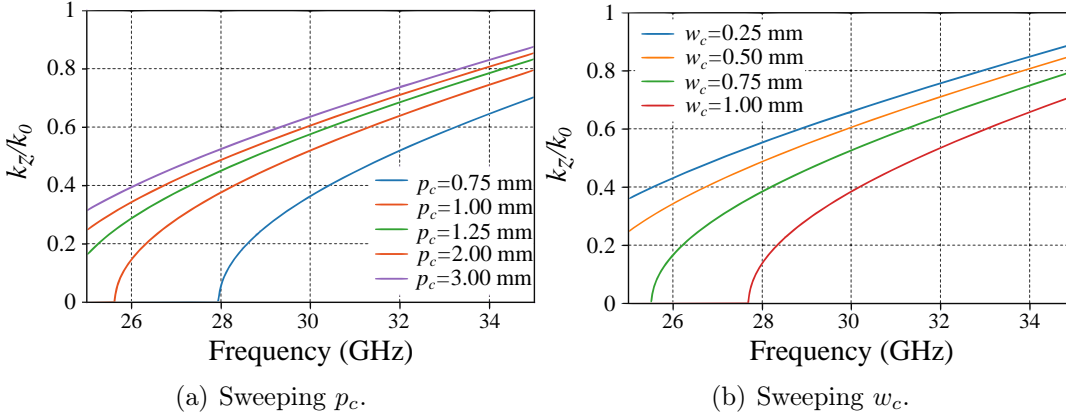 1
0.8
0.6
0.4
0.2
0
k_z/k_0
26 28 30 32 34
Frequency (GHz)
p_c=0.75 mm
p_c=1.00 mm
p_c=1.25 mm
p_c=2.00 mm
p_c=3.00 mm
(a) Sweeping p_c.
1
0.8
0.6
0.4
0.2
0
k_z/k_0
26 28 30 32 34
Frequency (GHz)
w_c=0.25 mm
w_c=0.50 mm
w_c=0.75 mm
w_c=1.00 mm
(b) Sweeping w_c.